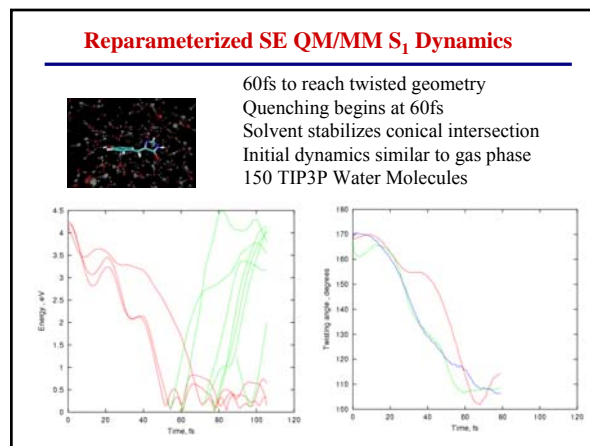 Reparameterized SE QM/MM S₁ Dynamics
60fs to reach twisted geometry
Quenching begins at 60fs
Solvent stabilizes conical intersection
Initial dynamics similar to gas phase
150 TIP3P Water Molecules
4.5
4
3.5
3
2.5
2
1.5
1
0.5
0
Energy, eV
0 20 40 60 80 100 120
Time, fs
180
170
160
150
140
130
120
110
100
Twisting angle, degrees
0 20 40 60 80 100 120
Time, fs